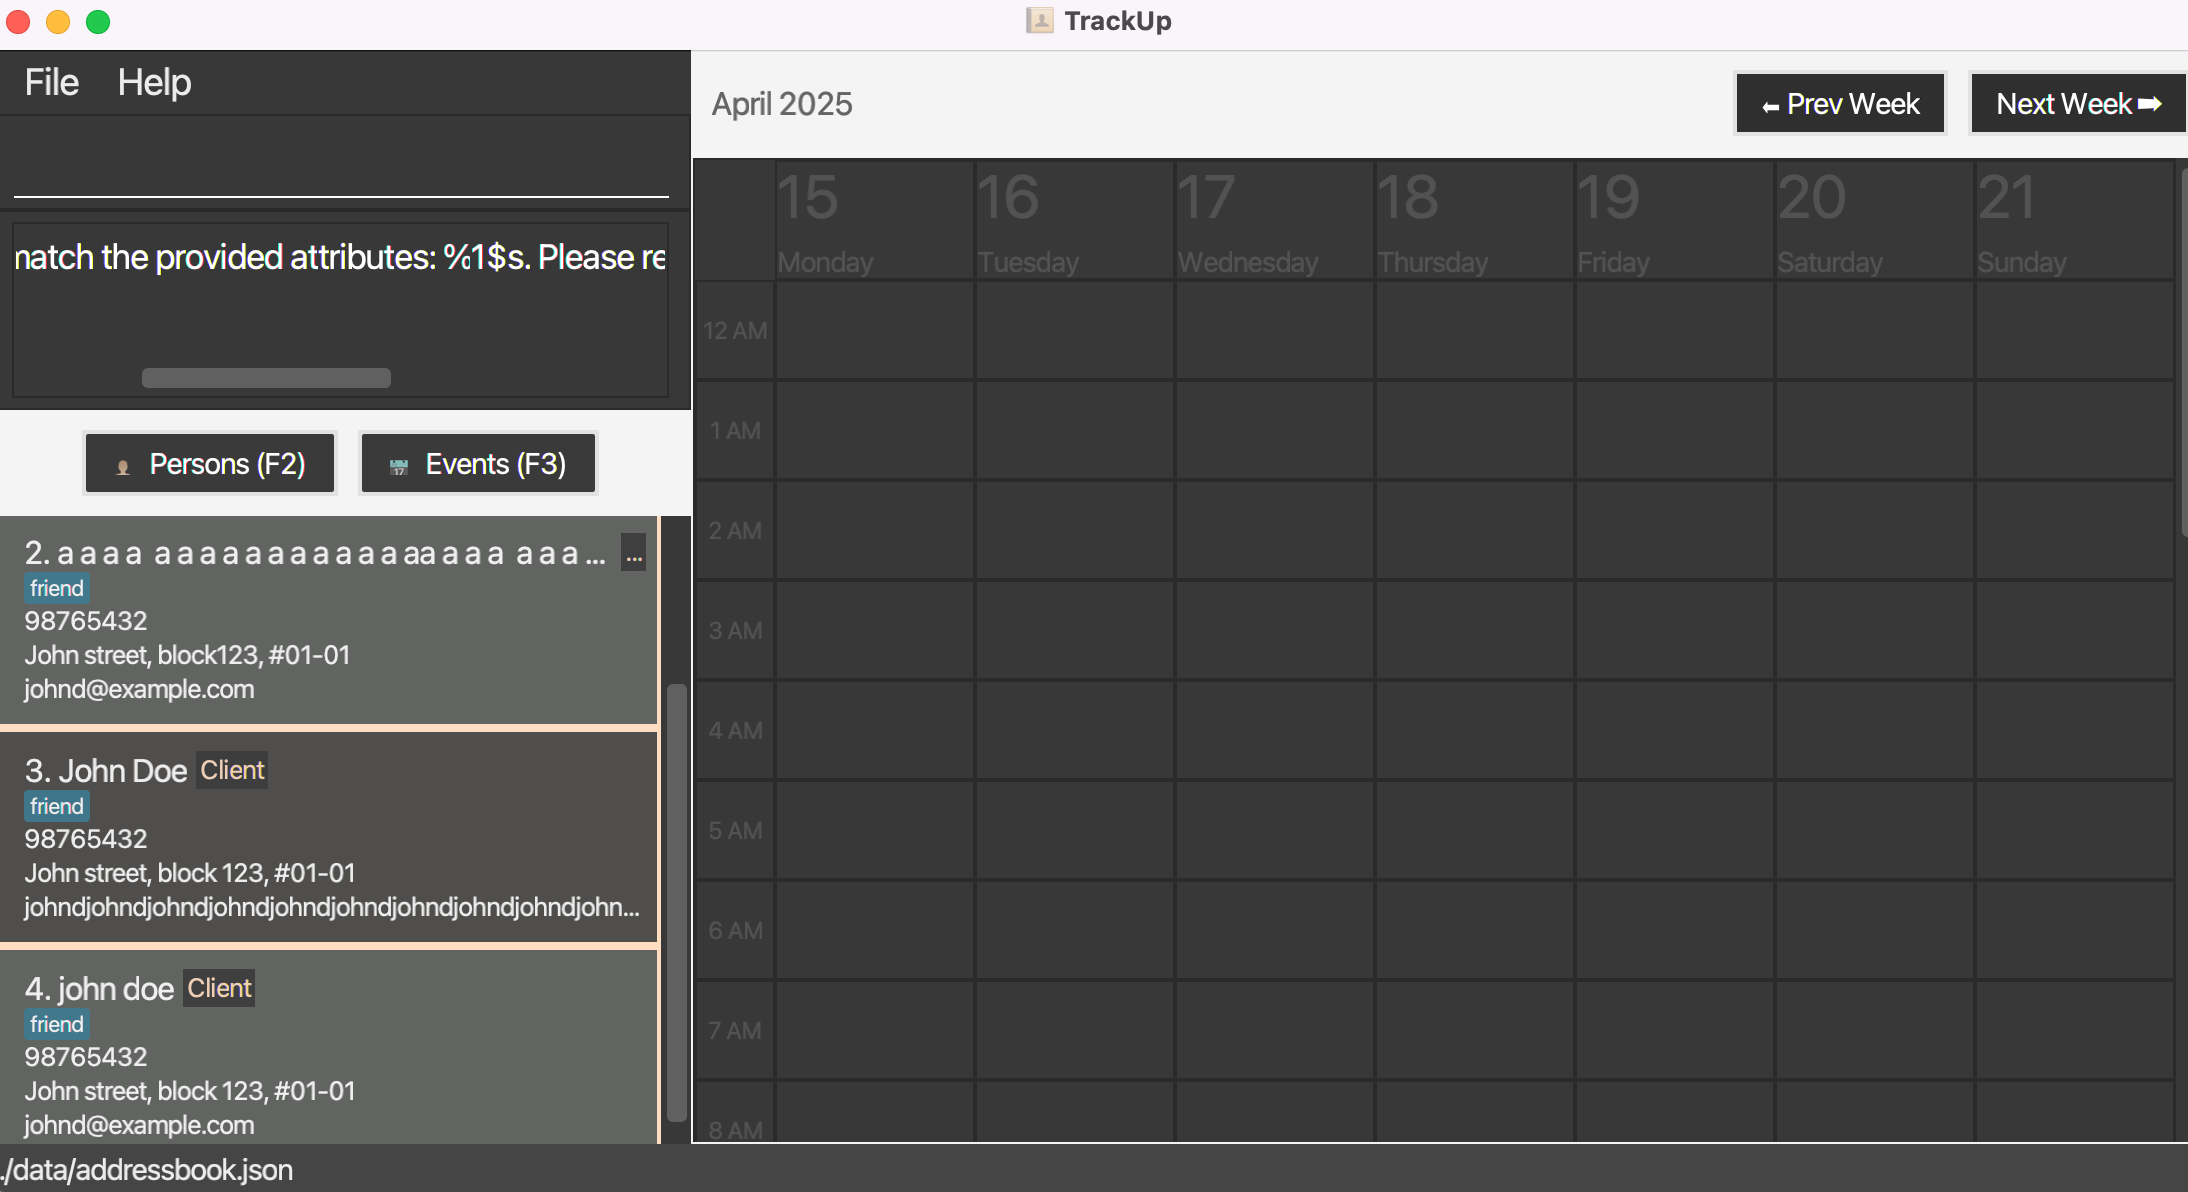 TrackUp
File Help
match the provided attributes: %1$s. Please re
Persons (F2) Events (F3)
2. a a a a a a a a a a a a a a a aa a a a a a a ... ...
friend
98765432
John street, block123, #01-01
johnd@example.com
3. John Doe Client
friend
98765432
John street, block 123, #01-01
johndjohndjohndjohndjohndjohndjohndjohndjohndjohn...
4. john doe Client
friend
98765432
John street, block 123, #01-01
johnd@example.com
./data/addressbook.json
April 2025
Prev Week Next Week
15 16 17 18 19 20 21
Monday Tuesday Wednesday Thursday Friday Saturday Sunday
12 AM
1 AM
2 AM
3 AM
4 AM
5 AM
6 AM
7 AM
8 AM